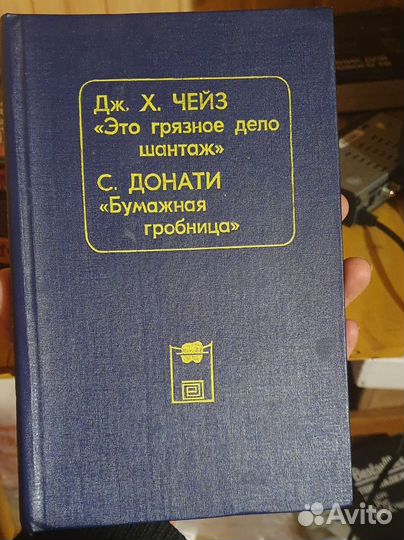 Дж. Х. ЧЕЙЗ
«Это грязное дело
шантаж»
С. ДОНАТИ
«Бумажная
гробница»
Avito